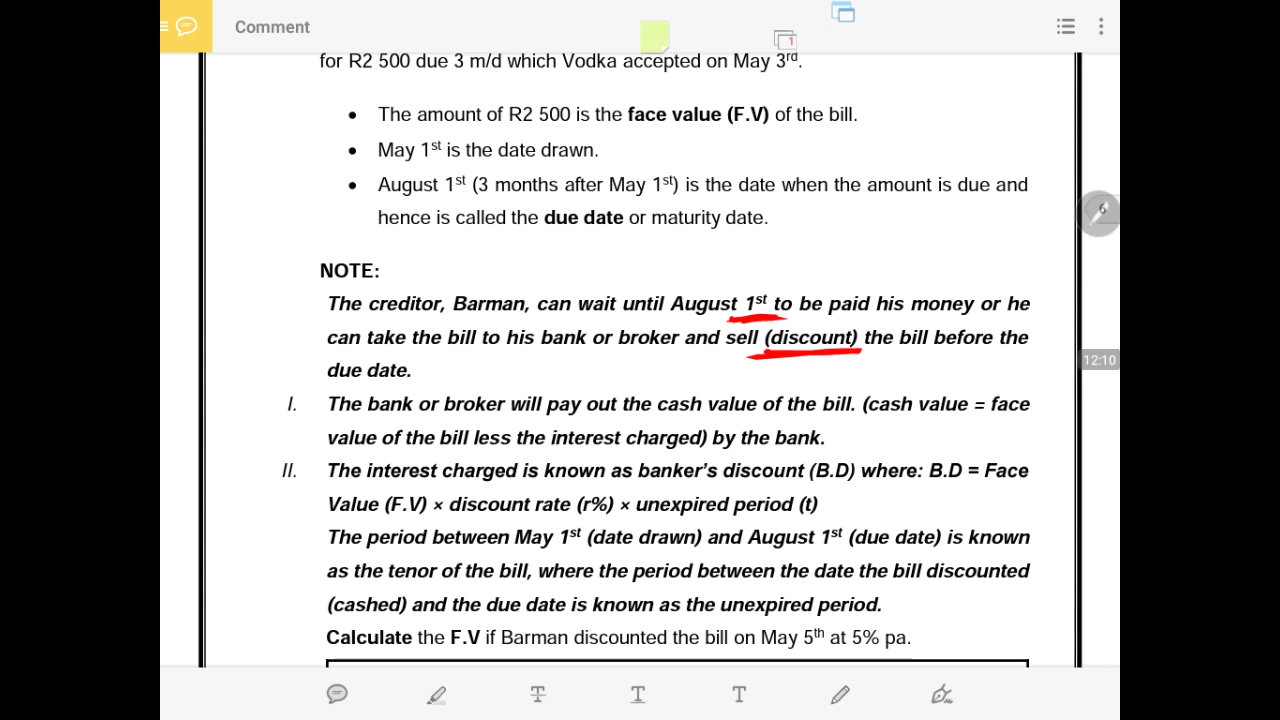 Comment
1
for R2 500 due 3 m/d which Vodka accepted on May 3rd.
• The amount of R2 500 is the face value (F.V) of the bill.
• May 1st is the date drawn.
• August 1st (3 months after May 1st) is the date when the amount is due and
hence is called the due date or maturity date.
6
NOTE:
The creditor, Barman, can wait until August 1st to be paid his money or he
can take the bill to his bank or broker and sell (discount) the bill before the
due date.
12:10
I. The bank or broker will pay out the cash value of the bill. (cash value = face
value of the bill less the interest charged) by the bank.
II. The interest charged is known as banker’s discount (B.D) where: B.D = Face
Value (F.V) × discount rate (r%) × unexpired period (t)
The period between May 1st (date drawn) and August 1st (due date) is known
as the tenor of the bill, where the period between the date the bill discounted
(cashed) and the due date is known as the unexpired period.
Calculate the F.V if Barman discounted the bill on May 5th at 5% pa.